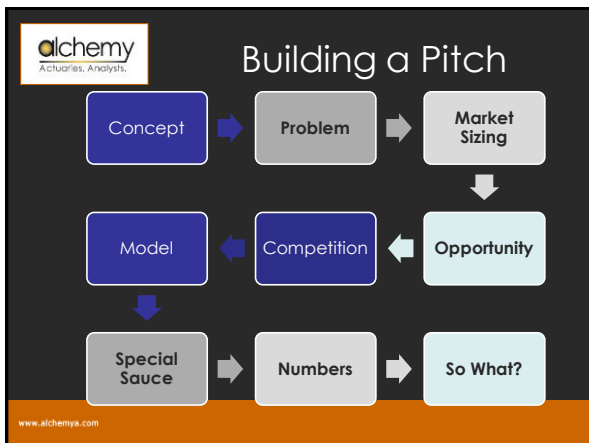 alchemy
Actuaries. Analysts.
Building a Pitch
Concept
Problem
Market
Sizing
Model
Competition
Opportunity
Special
Sauce
Numbers
So What?
www.alchemya.com